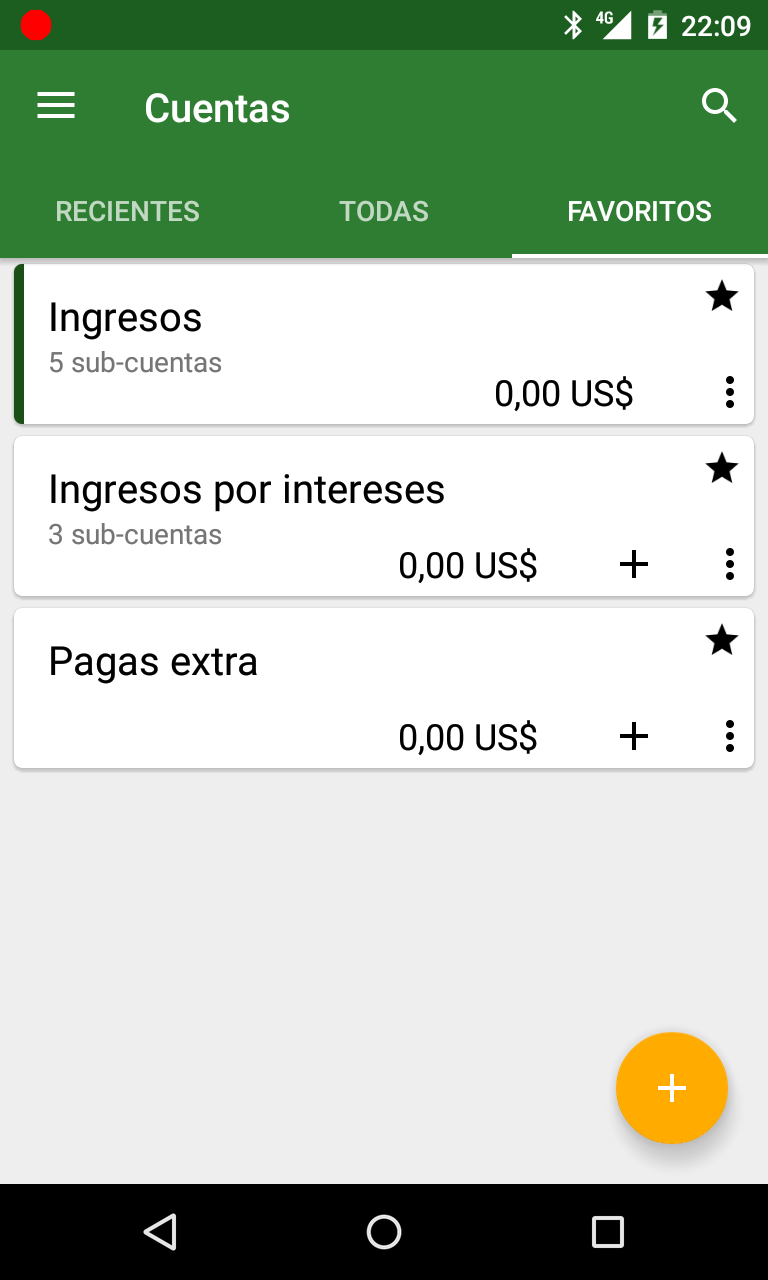 4G 22:09
Cuentas
RECIENTES TODAS FAVORITOS
Ingresos
5 sub-cuentas
0,00 US$
Ingresos por intereses
3 sub-cuentas
0,00 US$
Pagas extra
0,00 US$